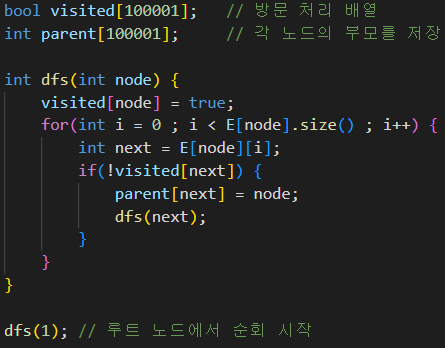 bool visited[100001];   // 방문 처리 배열
int parent[100001];     // 각 노드의 부모를 저장
int dfs(int node) {
    visited[node] = true;
    for(int i = 0 ; i < E[node].size() ; i++) {
        int next = E[node][i];
        if(!visited[next]) {
            parent[next] = node;
            dfs(next);
        }
    }
}
dfs(1); // 루트 노드에서 순회 시작